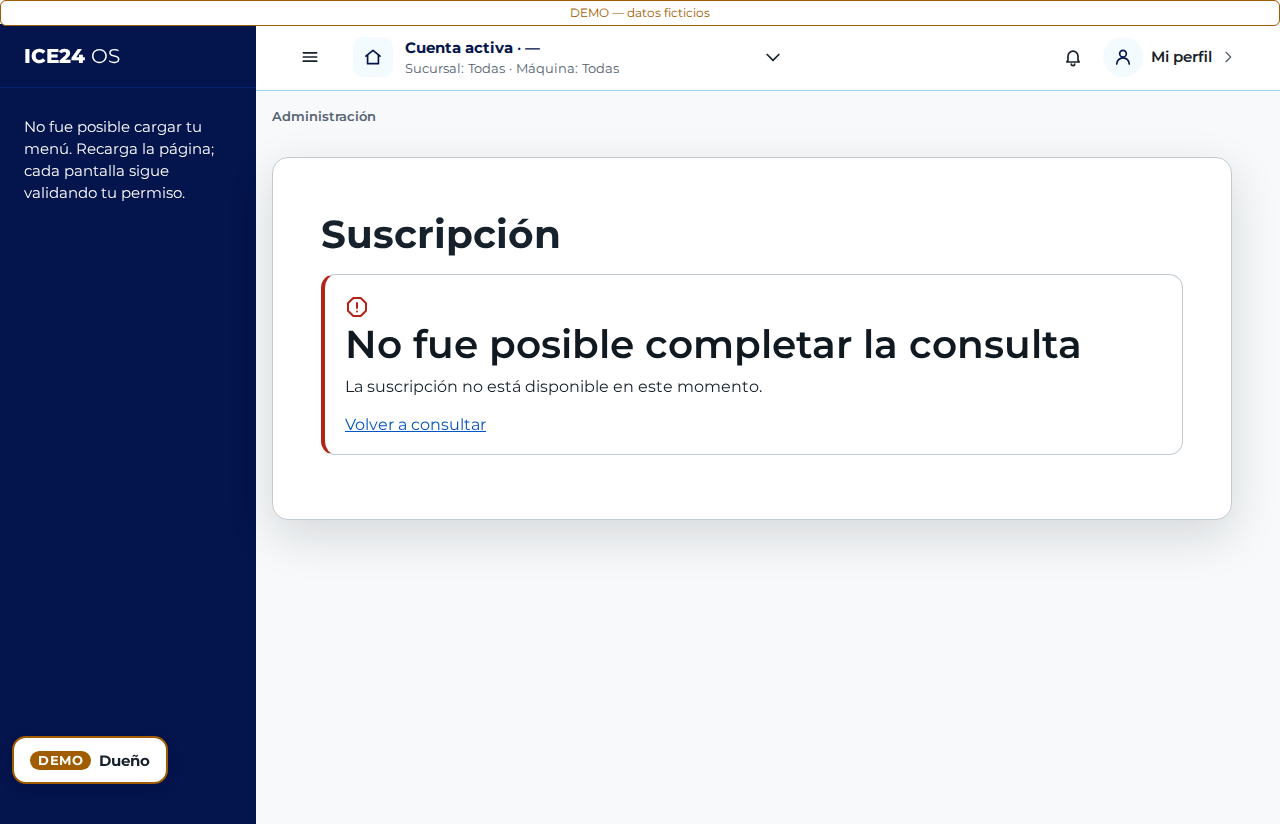 DEMO — datos ficticios
ICE24 OS
Cuenta activa · —
Sucursal: Todas · Máquina: Todas
Mi perfil
No fue posible cargar tu
menú. Recarga la página;
cada pantalla sigue
validando tu permiso.
Administración
Suscripción
No fue posible completar la consulta
La suscripción no está disponible en este momento.
Volver a consultar
DEMO Dueño